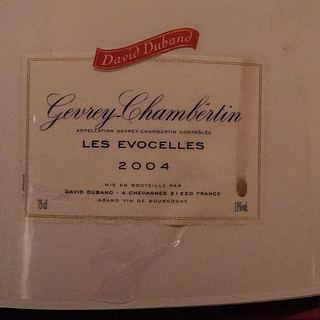 David Duband
Gevrey-Chambertin
APPELLATION GEVREY-CHAMBERTIN CONTRÔLÉE
LES EVOCELLES
2004
MIS EN BOUTEILLE PAR
DAVID DUBAND - A CHEVANNES 21220 FRANCE
GRAND VIN DE BOURGOGNE
75 cl
13%vol.